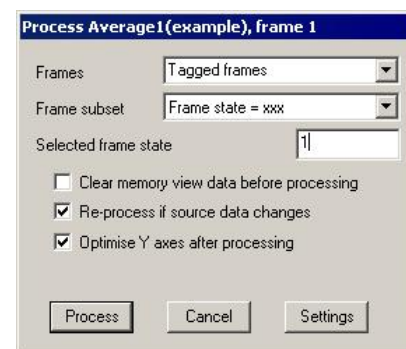 Process Average1(example), frame 1
Frames Tagged frames
Frame subset Frame state = xxx
Selected frame state 1
Clear memory view data before processing
Re-process if source data changes
Optimise Y axes after processing
Process Cancel Settings